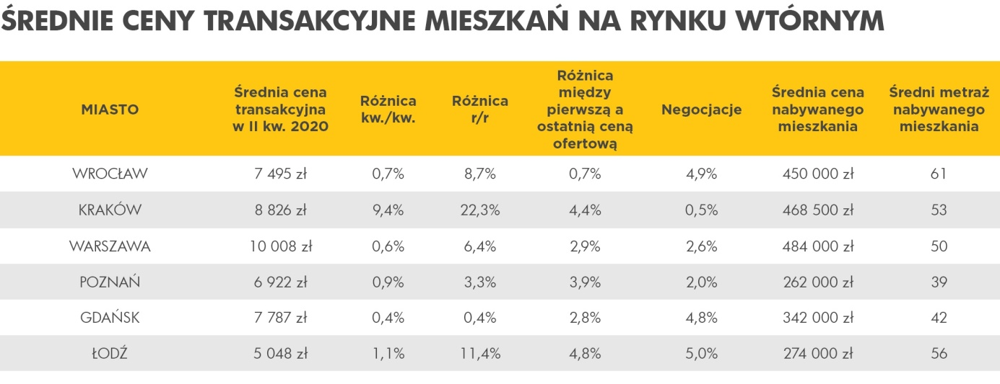 ŚREDNIE CENY TRANSAKCYJNE MIESZKAŃ NA RYNKU WTÓRNYM
MIASTO
Średnia cena
transakcyjna
w II kw. 2020
Różnica
kw./kw.
Różnica
r/r
Różnica
między
pierwszą a
ostatnią ceną
ofertową
Negocjacje
Średnia cena
nabywanego
mieszkania
Średni metraż
nabywanego
mieszkania
WROCŁAW 7 495 zł 0,7% 8,7% 0,7% 4,9% 450 000 zł 61
KRAKÓW 8 826 zł 9,4% 22,3% 4,4% 0,5% 468 500 zł 53
WARSZAWA 10 008 zł 0,6% 6,4% 2,9% 2,6% 484 000 zł 50
POZNAŃ 6 922 zł 0,9% 3,3% 3,9% 2,0% 262 000 zł 39
GDAŃSK 7 787 zł 0,4% 0,4% 2,8% 4,8% 342 000 zł 42
ŁODŹ 5 048 zł 1,1% 11,4% 4,8% 5,0% 274 000 zł 56